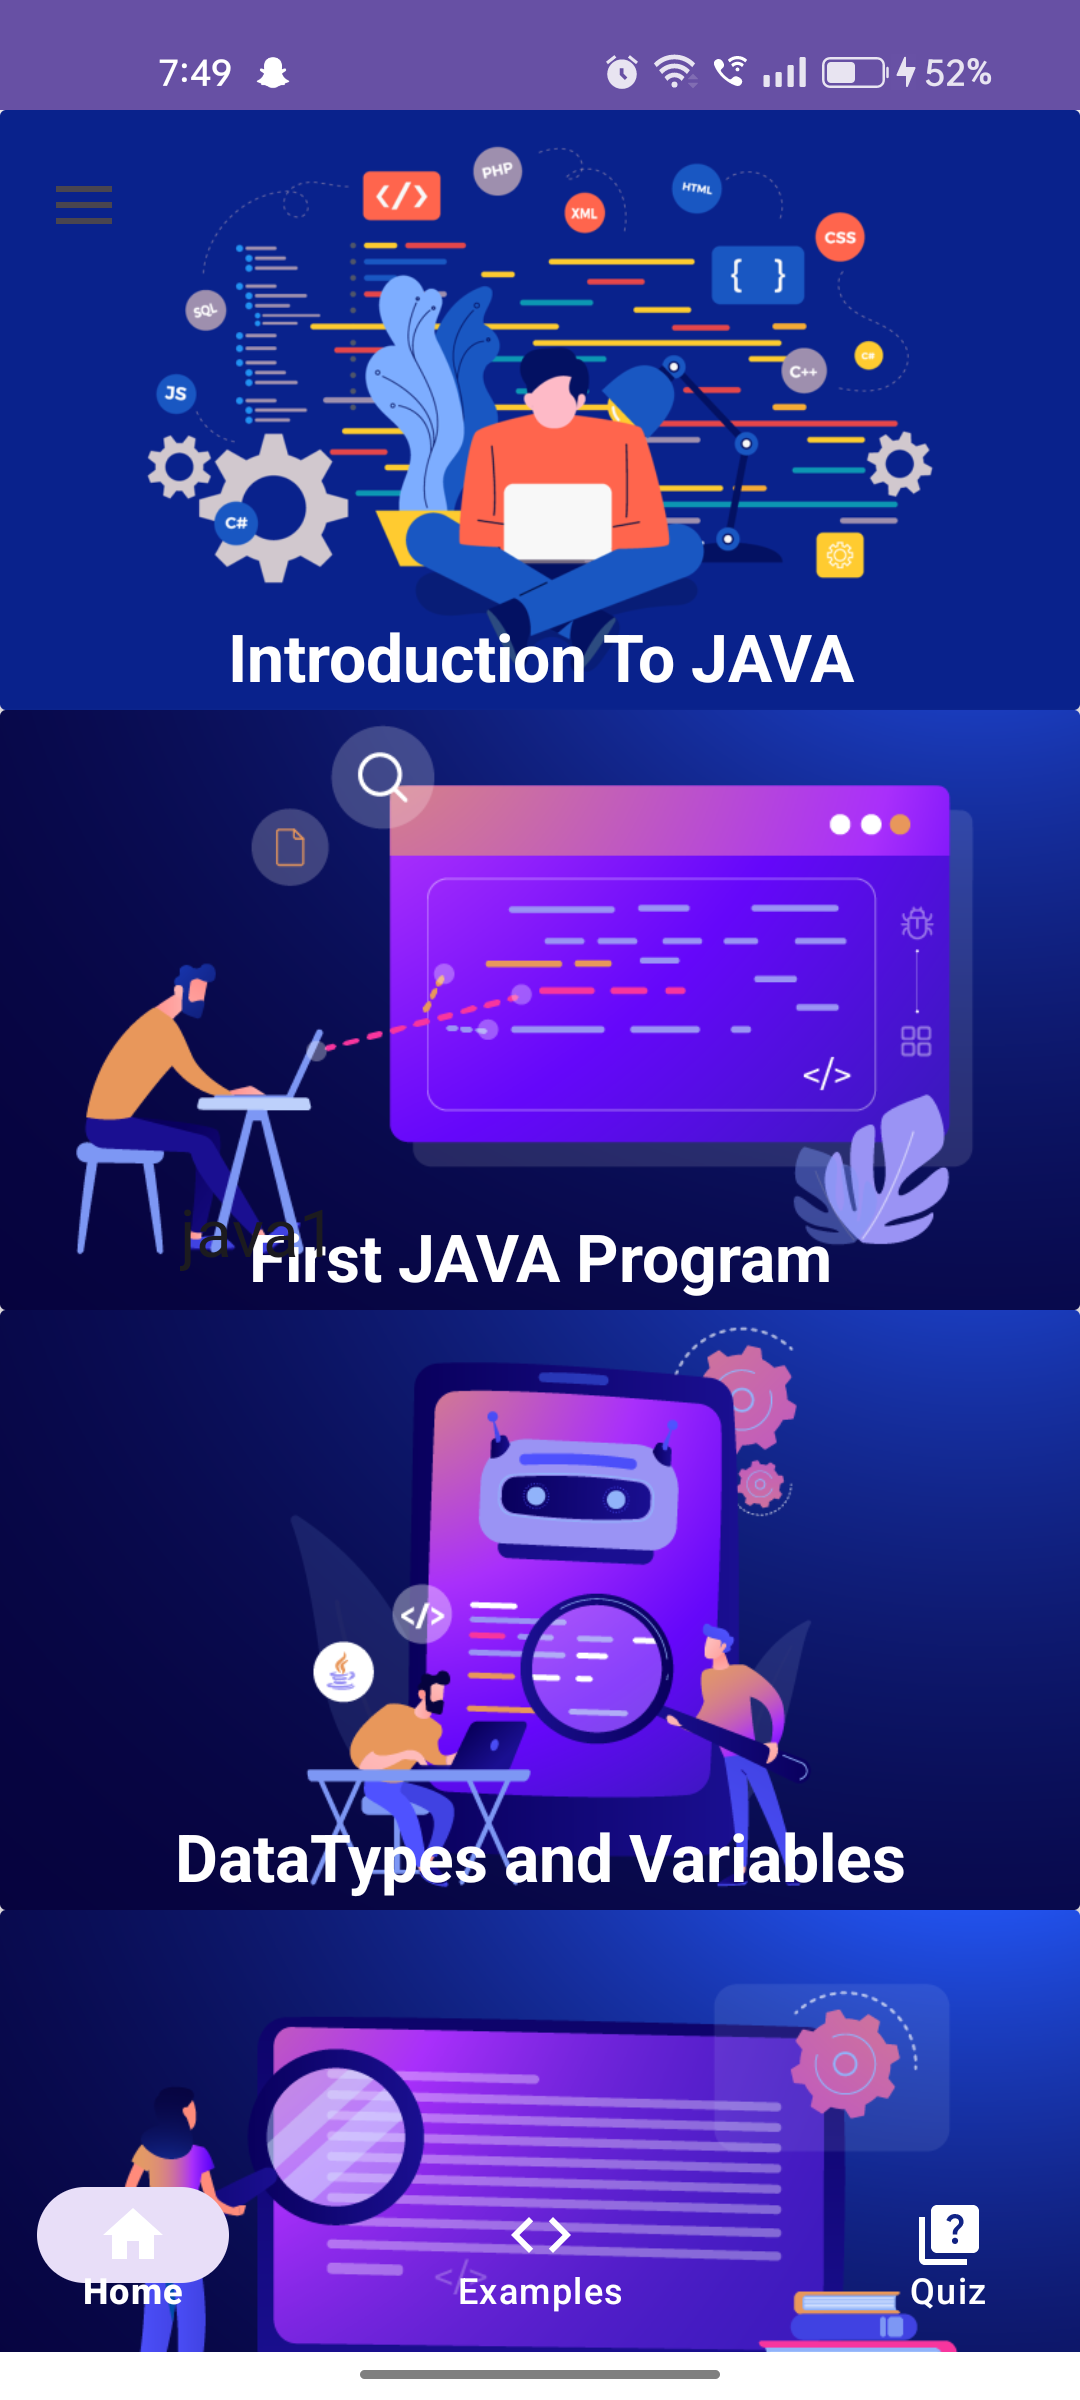 7:49
52%
PHP
</>
XML
HTML
CSS
{ }
SQL
C++
C#
JS
C#
Introduction To JAVA
</>
java1
First JAVA Program
</>
DataTypes and Variables
</>
?
Home
Examples
Quiz